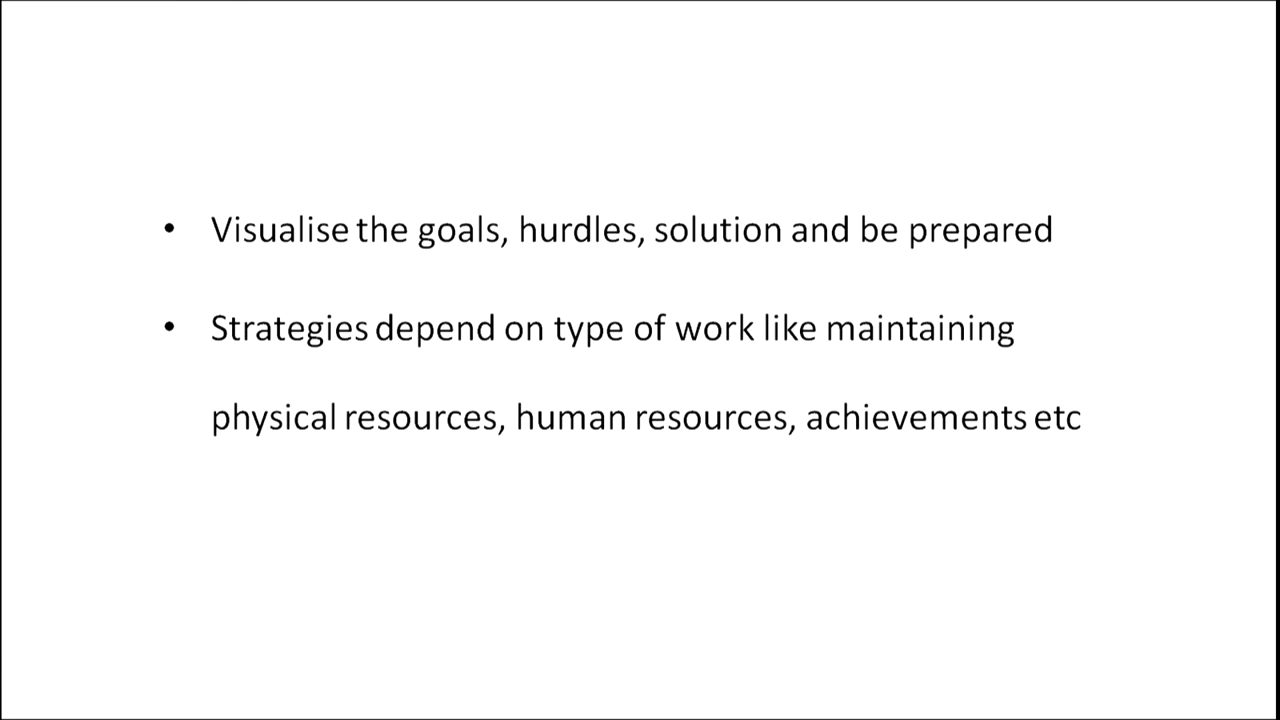 • Visualise the goals, hurdles, solution and be prepared
• Strategies depend on type of work like maintaining
physical resources, human resources, achievements etc